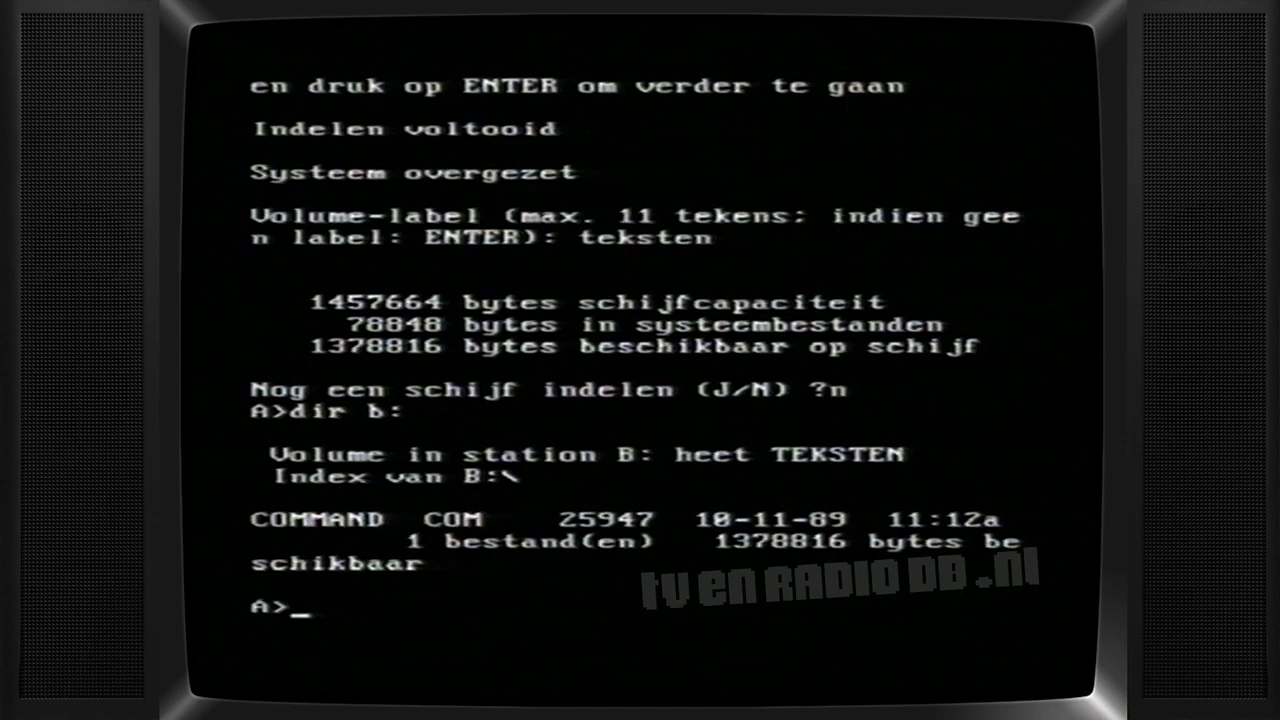 en druk op ENTER om verder te gaan
Indelen voltooid
Systeem overgezet
Volume-label (max. 11 tekens; indien gee
n label: ENTER): teksten
1457664 bytes schijfcapaciteit
78848 bytes in systeembestanden
1378816 bytes beschikbaar op schijf
Nog een schijf indelen (J/N) ?n
A>dir b:
Volume in station B: heet TEKSTEN
Index van B:\
COMMAND COM 25947 10-11-89 11:12a
1 bestand(en) 1378816 bytes be
schikbaar
A>_
tv en RADIO DB .nl